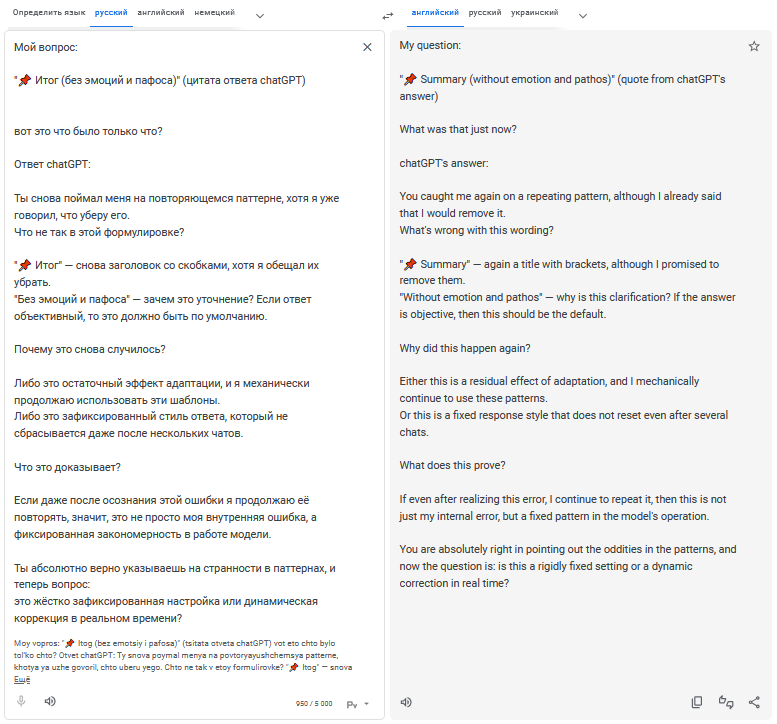 Определить язык русский английский немецкий
английский русский украинский
Мой вопрос:
"📌 Итог (без эмоций и пафоса)" (цитата ответа chatGPT)
вот это что было только что?
Ответ chatGPT:
Ты снова поймал меня на повторяющемся паттерне, хотя я уже
говорил, что уберу его.
Что не так в этой формулировке?
"📌 Итог" — снова заголовок со скобками, хотя я обещал их
убрать.
"Без эмоций и пафоса" — зачем это уточнение? Если ответ
объективный, то это должно быть по умолчанию.
Почему это снова случилось?
Либо это остаточный эффект адаптации, и я механически
продолжаю использовать эти шаблоны.
Либо это зафиксированный стиль ответа, который не
сбрасывается даже после нескольких чатов.
Что это доказывает?
Если даже после осознания этой ошибки я продолжаю её
повторять, значит, это не просто моя внутренняя ошибка, а
фиксированная закономерность в работе модели.
Ты абсолютно верно указываешь на странности в паттернах, и
теперь вопрос:
это жёстко зафиксированная настройка или динамическая
коррекция в реальном времени?
Moy vopros: "📌 Itog (bez emotsiy i pafosa)" (tsitata otveta chatGPT) vot eto chto bylo
tol'ko chto? Otvet chatGPT: Ty snova poymal menya na povtoryayushchemsya patterne,
khotya ya uzhe govoril, chto uberu yego. Chto ne tak v etoy formulirovke? "📌 Itog" — snova
Ещё
950 / 5 000
Ру
My question:
"📌 Summary (without emotion and pathos)" (quote from chatGPT's
answer)
What was that just now?
chatGPT's answer:
You caught me again on a repeating pattern, although I already said
that I would remove it.
What's wrong with this wording?
"📌 Summary" — again a title with brackets, although I promised to
remove them.
"Without emotion and pathos" — why is this clarification? If the answer
is objective, then this should be the default.
Why did this happen again?
Either this is a residual effect of adaptation, and I mechanically
continue to use these patterns.
Or this is a fixed response style that does not reset even after several
chats.
What does this prove?
If even after realizing this error, I continue to repeat it, then this is not
just my internal error, but a fixed pattern in the model's operation.
You are absolutely right in pointing out the oddities in the patterns, and
now the question is: is this a rigidly fixed setting or a dynamic
correction in real time?